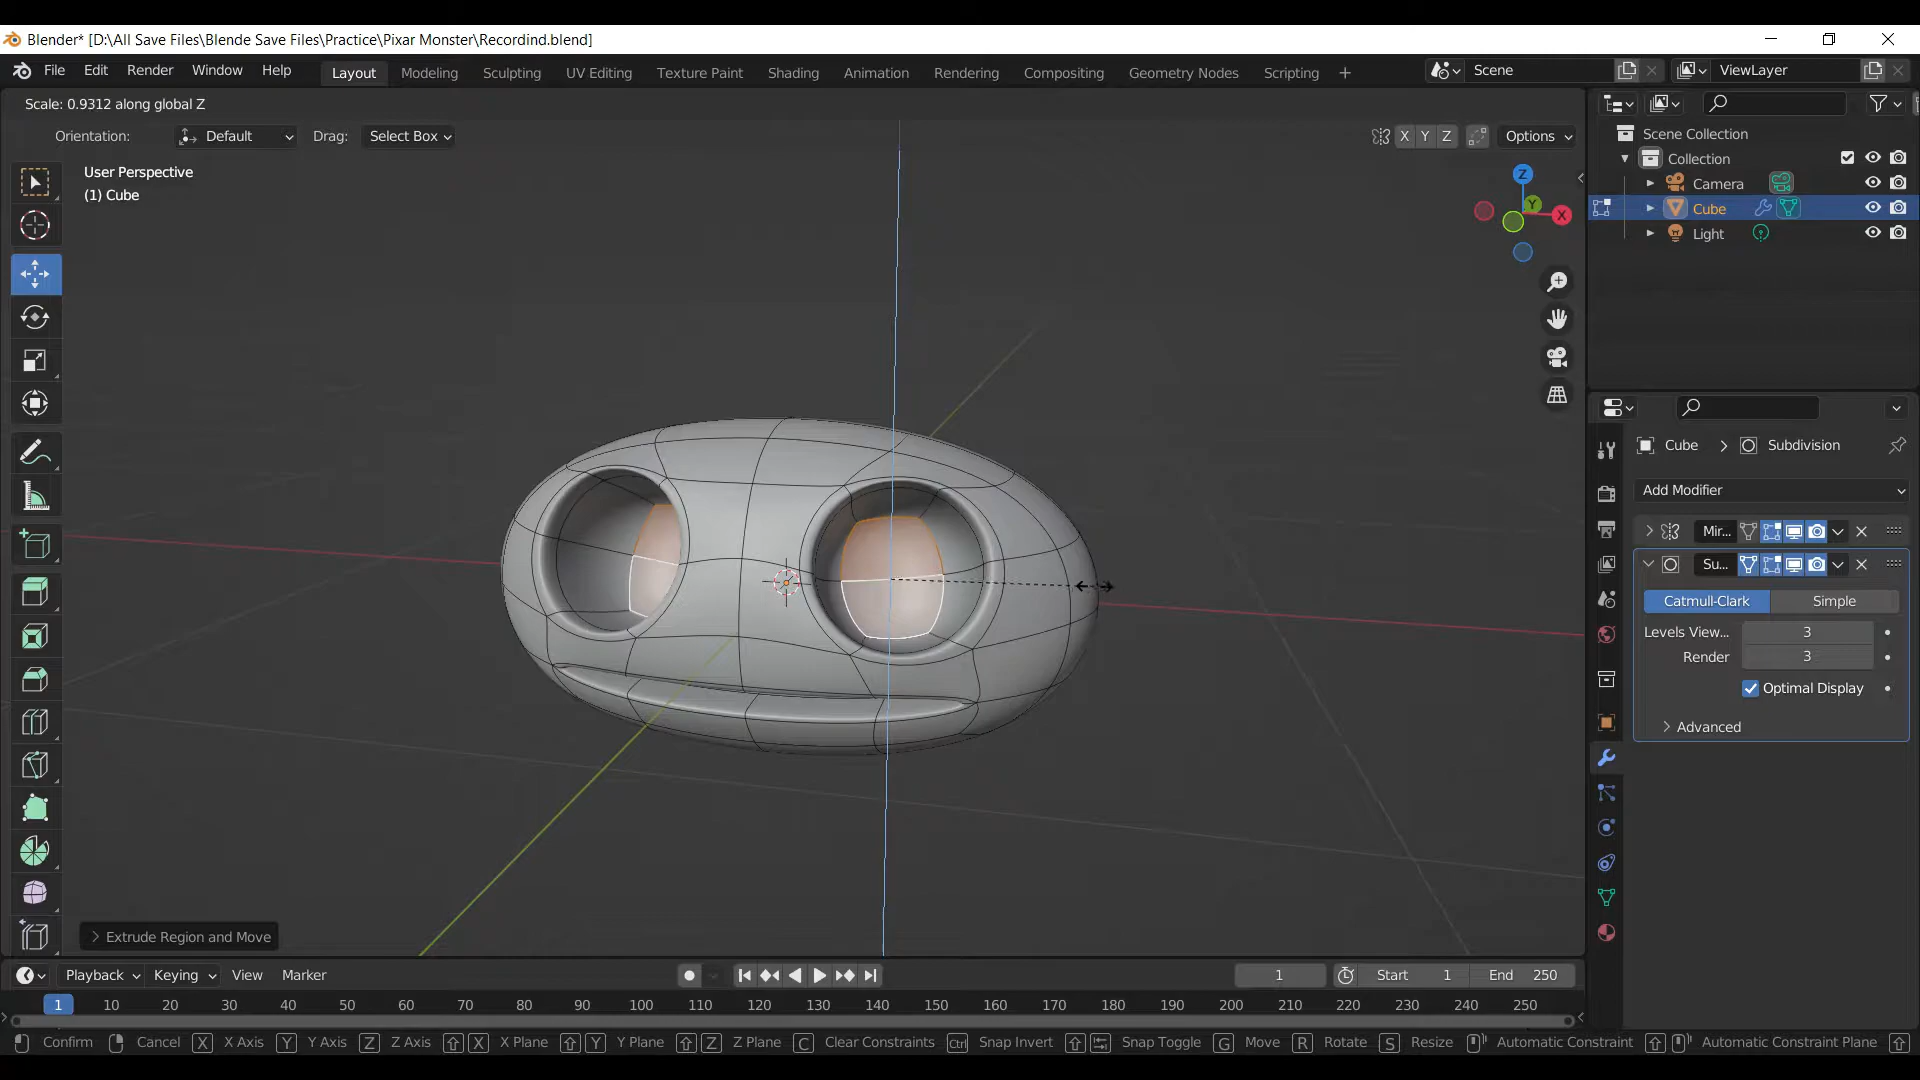 Blender* [D:\All Save Files\Blende Save Files\Practice\Pixar Monster\Recordind.blend]
File Edit Render Window Help Layout Modeling Sculpting UV Editing Texture Paint Shading Animation Rendering Compositing Geometry Nodes Scripting + Scene ViewLayer
Scale: 0.9312 along global Z
Orientation: Default Drag: Select Box X Y Z Options
Scene Collection
User Perspective
(1) Cube
Collection
Camera
Cube
Light
Z
Y
X
Cube > Subdivision
Add Modifier
Mir...
Su...
Catmull-Clark Simple
Levels View... 3
Render 3
Optimal Display
Advanced
Extrude Region and Move
Playback Keying View Marker 1 Start 1 End 250
1 10 20 30 40 50 60 70 80 90 100 110 120 130 140 150 160 170 180 190 200 210 220 230 240 250
Confirm Cancel X X Axis Y Y Axis Z Z Axis X X Plane Y Y Plane Z Z Plane C Clear Constraints Ctrl Snap Invert Snap Toggle G Move R Rotate S Resize Automatic Constraint Automatic Constraint Plane